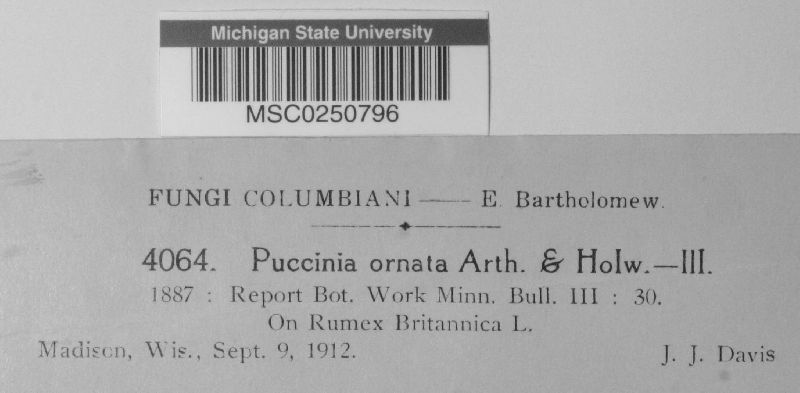 Michigan State University
MSC0250796
FUNGI COLUMBIANI — E. Bartholomew.
4064. Puccinia ornata Arth. & Holw.—III.
1887 : Report Bot. Work Minn. Bull. III : 30.
On Rumex Britannica L.
Madison, Wis., Sept. 9, 1912. J. J. Davis